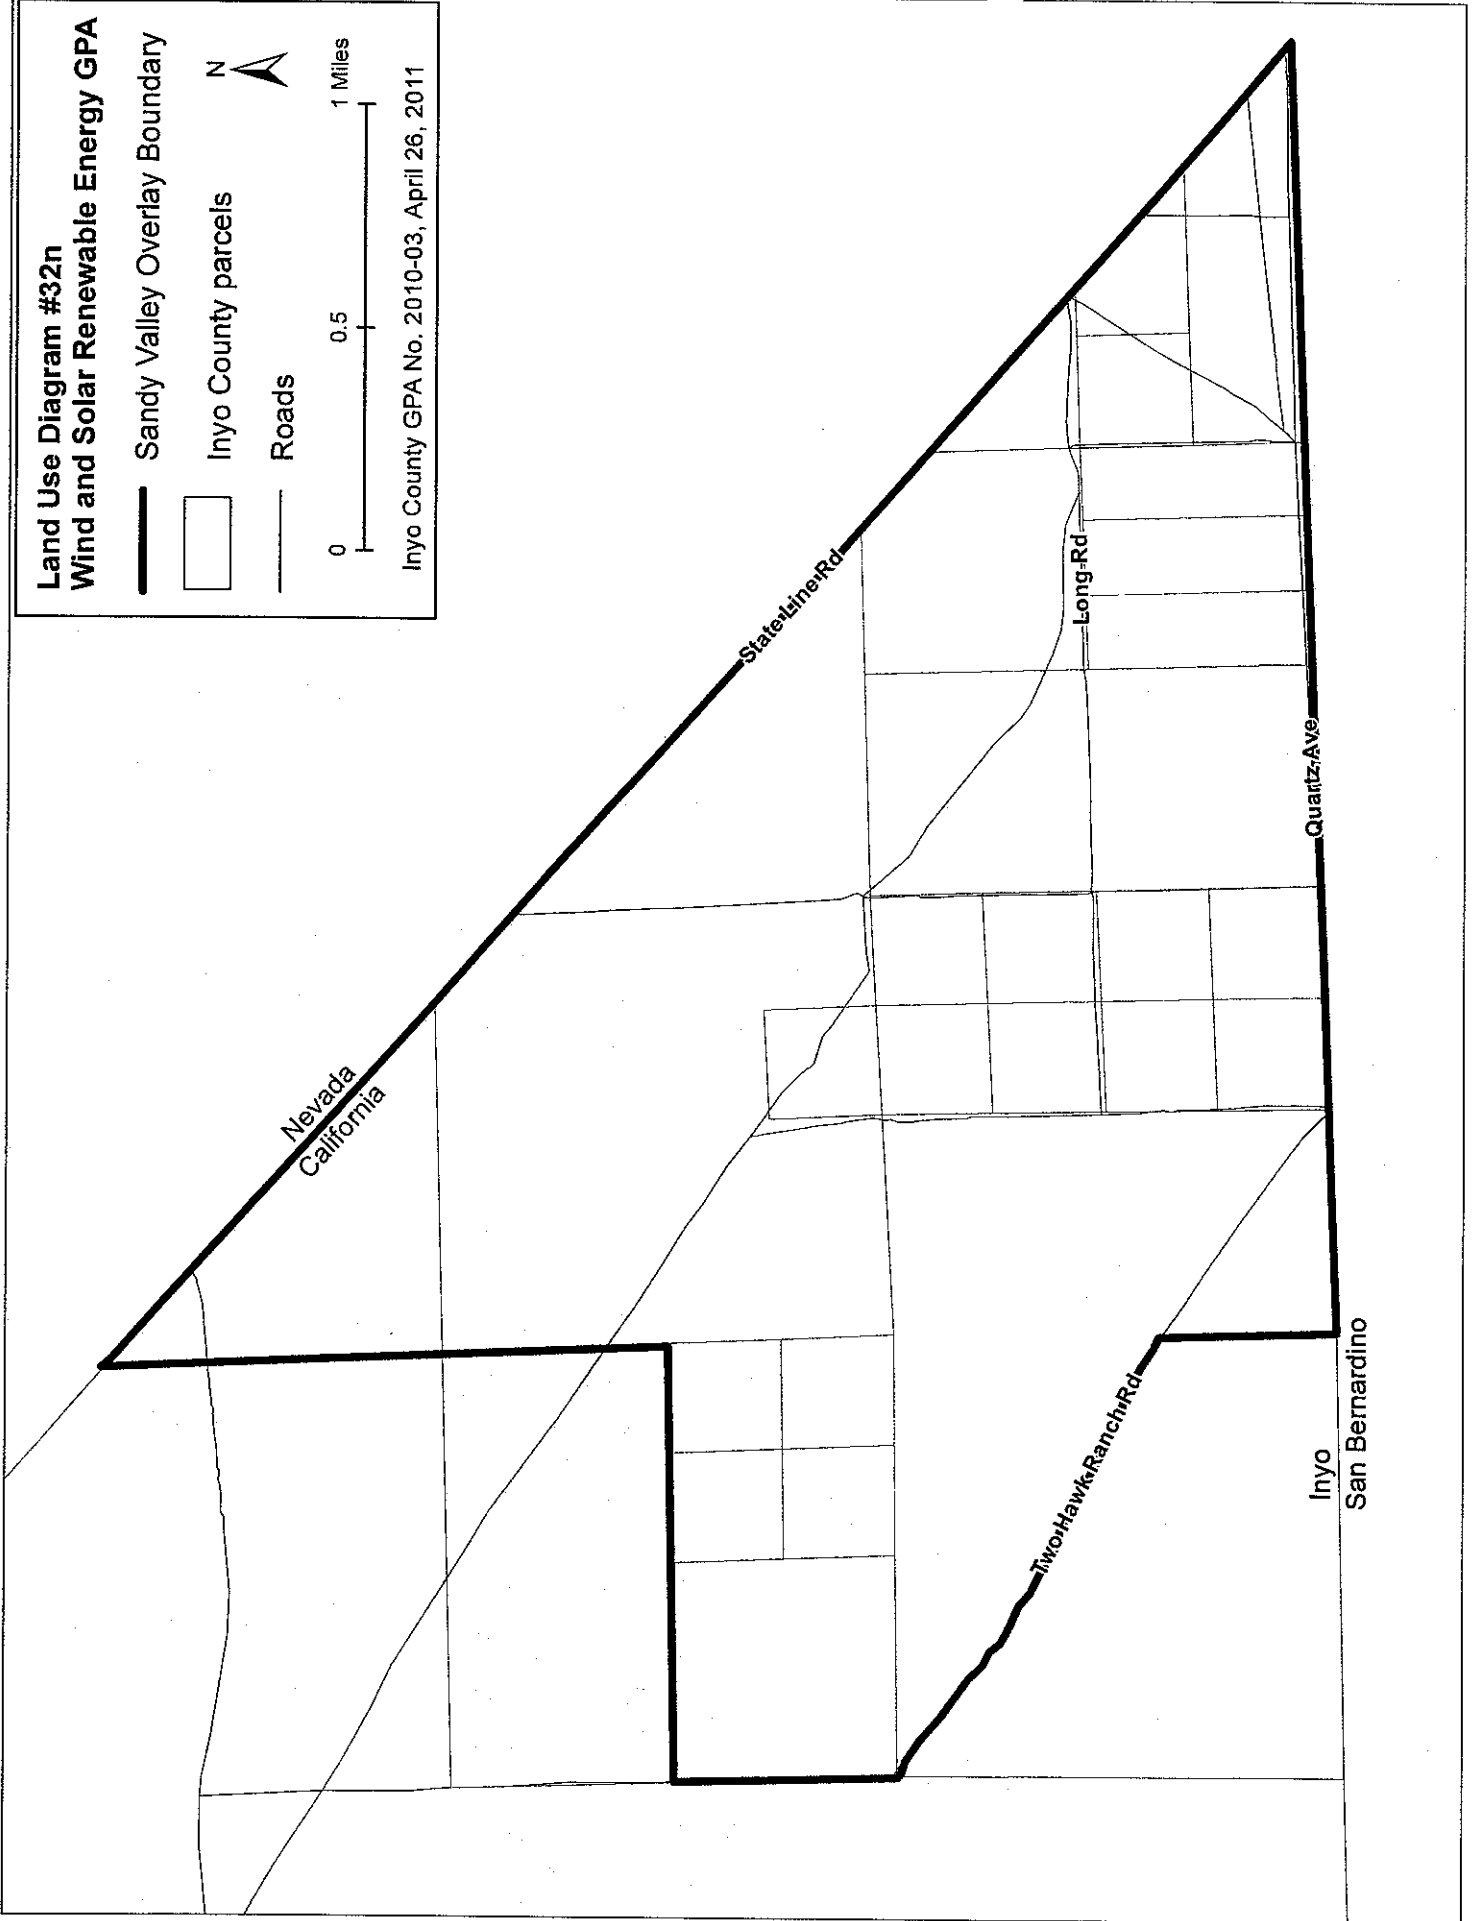 Land Use Diagram #32n
Wind and Solar Renewable Energy GPA
Sandy Valley Overlay Boundary
Inyo County parcels
N
Roads
0 0.5 1 Miles
Inyo County GPA No. 2010-03, April 26, 2011
Nevada
California
State Line Rd
Long Rd
Quartz Ave
Two Hawk Ranch Rd
Inyo
San Bernardino